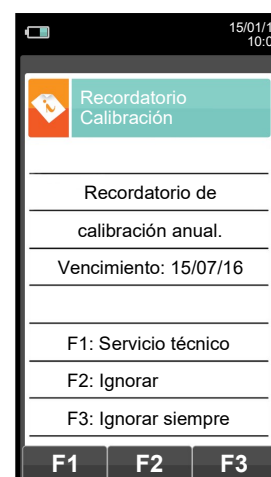 15/01/1
10:0
Recordatorio
Calibración
Recordatorio de
calibración anual.
Vencimiento: 15/07/16
F1: Servicio técnico
F2: Ignorar
F3: Ignorar siempre
F1 F2 F3